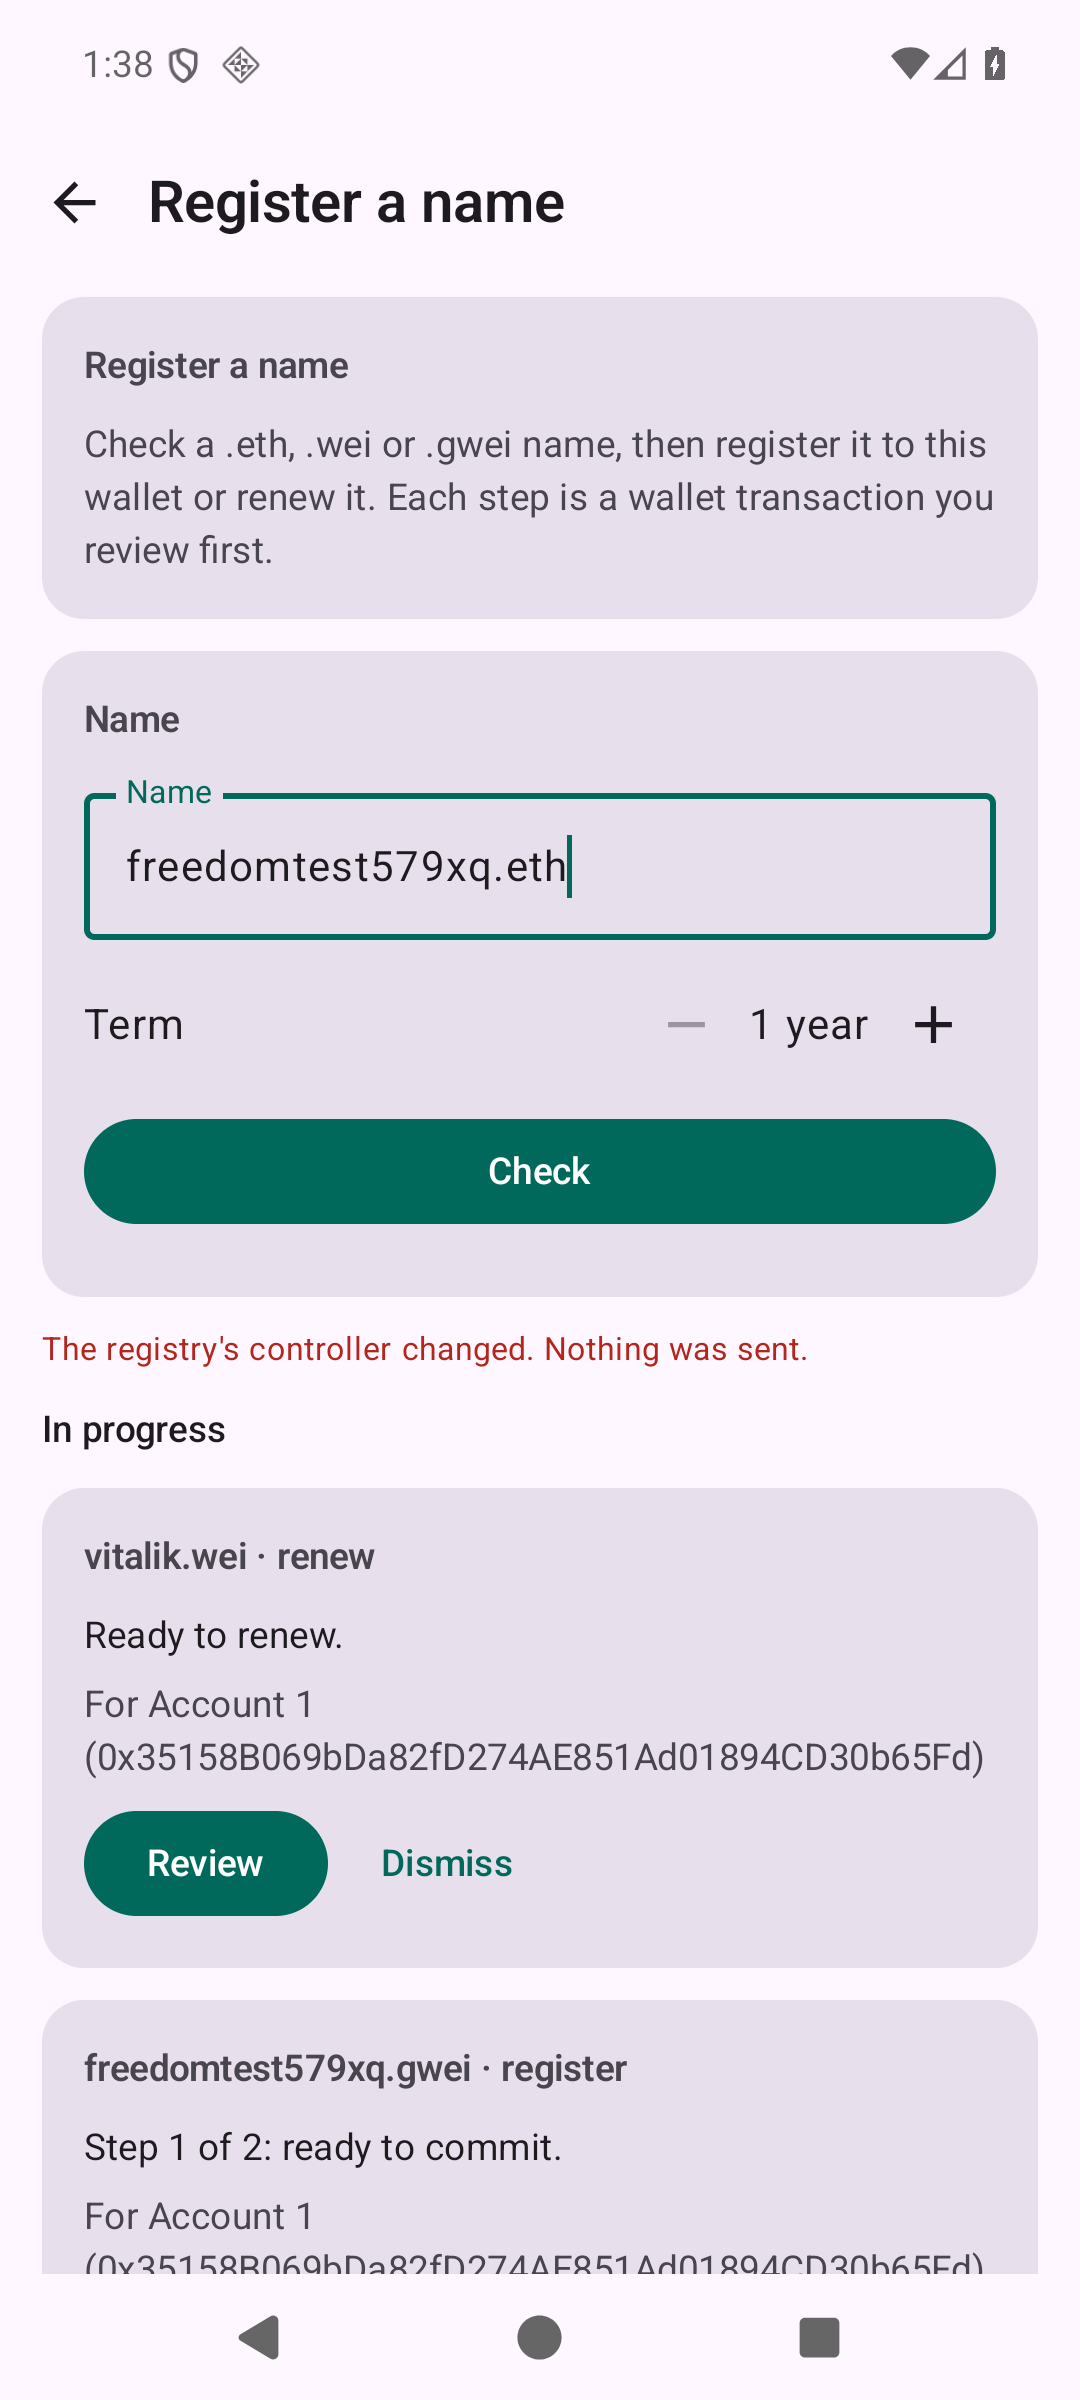 1:38
Register a name
Register a name
Check a .eth, .wei or .gwei name, then register it to this
wallet or renew it. Each step is a wallet transaction you
review first.
Name
Name
freedomtest579xq.eth
Term
1 year
Check
The registry's controller changed. Nothing was sent.
In progress
vitalik.wei · renew
Ready to renew.
For Account 1
(0x35158B069bDa82fD274AE851Ad01894CD30b65Fd)
Review
Dismiss
freedomtest579xq.gwei · register
Step 1 of 2: ready to commit.
For Account 1
(0x35158B069bDa82fD274AE851Ad01894CD30b65Fd)